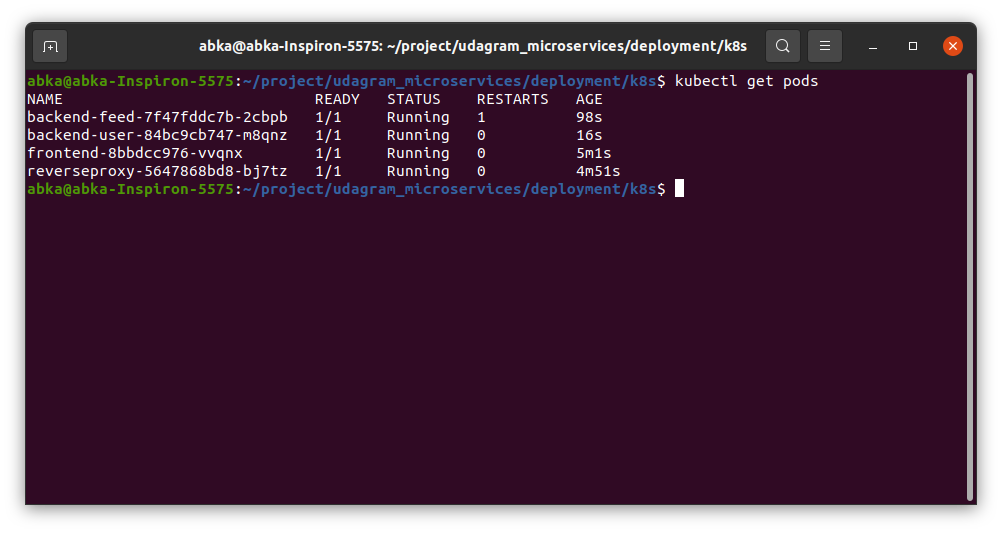 abka@abka-Inspiron-5575: ~/project/udagram_microservices/deployment/k8s
abka@abka-Inspiron-5575:~/project/udagram_microservices/deployment/k8s$ kubectl get pods
NAME                            READY   STATUS    RESTARTS   AGE
backend-feed-7f47fddc7b-2cbpb   1/1     Running   1          98s
backend-user-84bc9cb747-m8qnz   1/1     Running   0          16s
frontend-8bbdcc976-vvqnx        1/1     Running   0          5m1s
reverseproxy-5647868bd8-bj7tz   1/1     Running   0          4m51s
abka@abka-Inspiron-5575:~/project/udagram_microservices/deployment/k8s$